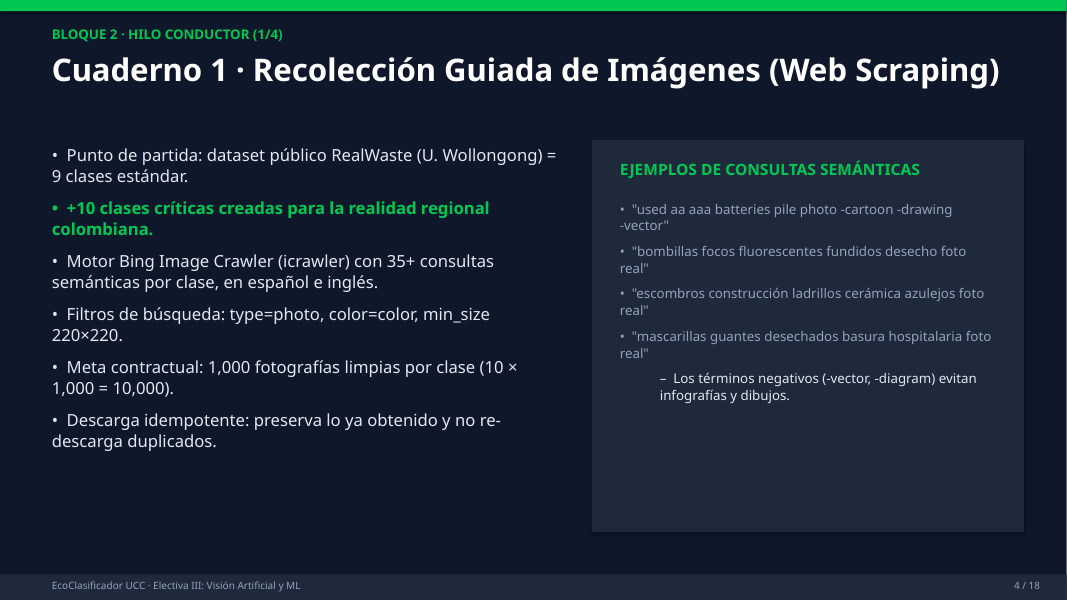 BLOQUE 2 · HILO CONDUCTOR (1/4)
Cuaderno 1 · Recolección Guiada de Imágenes (Web Scraping)
• Punto de partida: dataset público RealWaste (U. Wollongong) =
9 clases estándar.
• +10 clases críticas creadas para la realidad regional
colombiana.
• Motor Bing Image Crawler (icrawler) con 35+ consultas
semánticas por clase, en español e inglés.
• Filtros de búsqueda: type=photo, color=color, min_size
220×220.
• Meta contractual: 1,000 fotografías limpias por clase (10 ×
1,000 = 10,000).
• Descarga idempotente: preserva lo ya obtenido y no re-
descarga duplicados.
EJEMPLOS DE CONSULTAS SEMÁNTICAS
• "used aa aaa batteries pile photo -cartoon -drawing
-vector"
• "bombillas focos fluorescentes fundidos desecho foto
real"
• "escombros construcción ladrillos cerámica azulejos foto
real"
• "mascarillas guantes desechados basura hospitalaria foto
real"
– Los términos negativos (-vector, -diagram) evitan
infografías y dibujos.
EcoClasificador UCC · Electiva III: Visión Artificial y ML
4 / 18